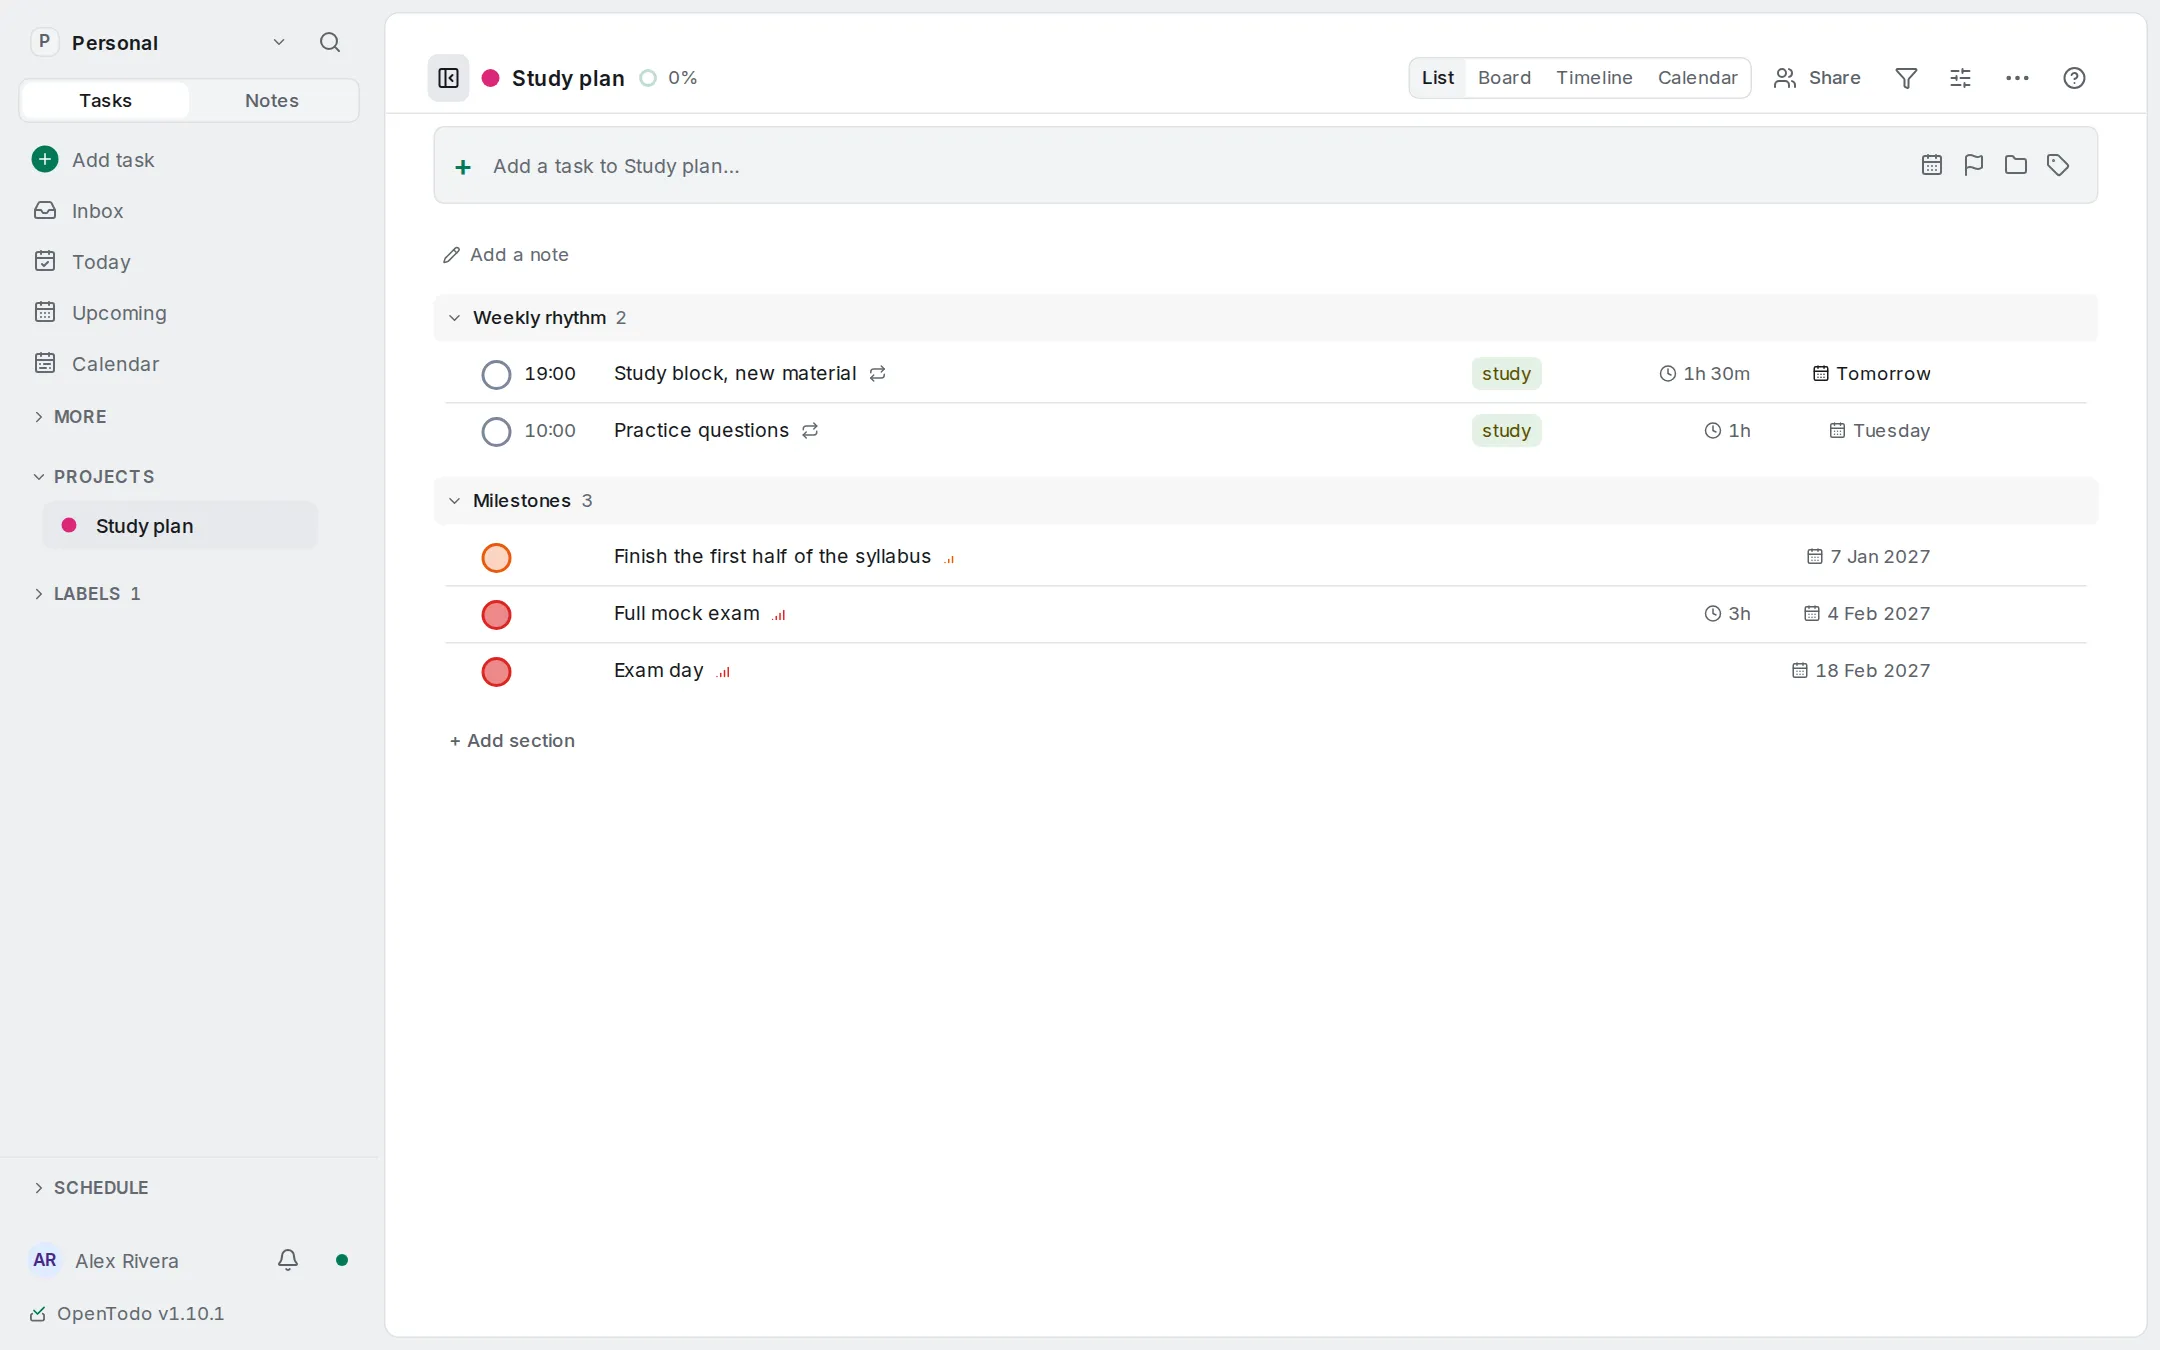 P Personal
Tasks Notes
Add task
Inbox
Today
Upcoming
Calendar
MORE
PROJECTS
Study plan
LABELS 1
SCHEDULE
AR Alex Rivera
OpenTodo v1.10.1
Study plan 0%
List Board Timeline Calendar Share
+ Add a task to Study plan...
Add a note
Weekly rhythm 2
19:00 Study block, new material study 1h 30m Tomorrow
10:00 Practice questions study 1h Tuesday
Milestones 3
Finish the first half of the syllabus 7 Jan 2027
Full mock exam 3h 4 Feb 2027
Exam day 18 Feb 2027
+ Add section